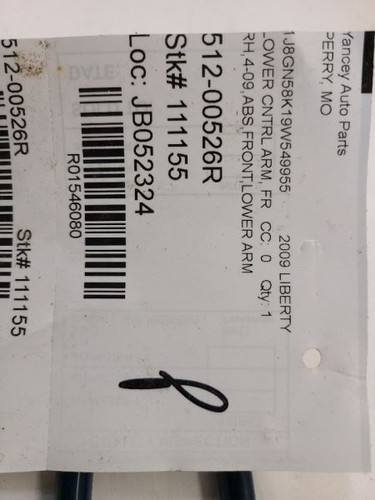 Yancey Auto Parts
PERRY, MO
1J8GN58K19W549955 2009 LIBERTY
LOWER CNTRL ARM, FR CC: 0 Qty: 1
RH,4-09,ABS,FRONT,LOWER ARM
512-00526R
Stk# 111155
Loc: JB052324
R01546080
512-00526R Stk# 111155